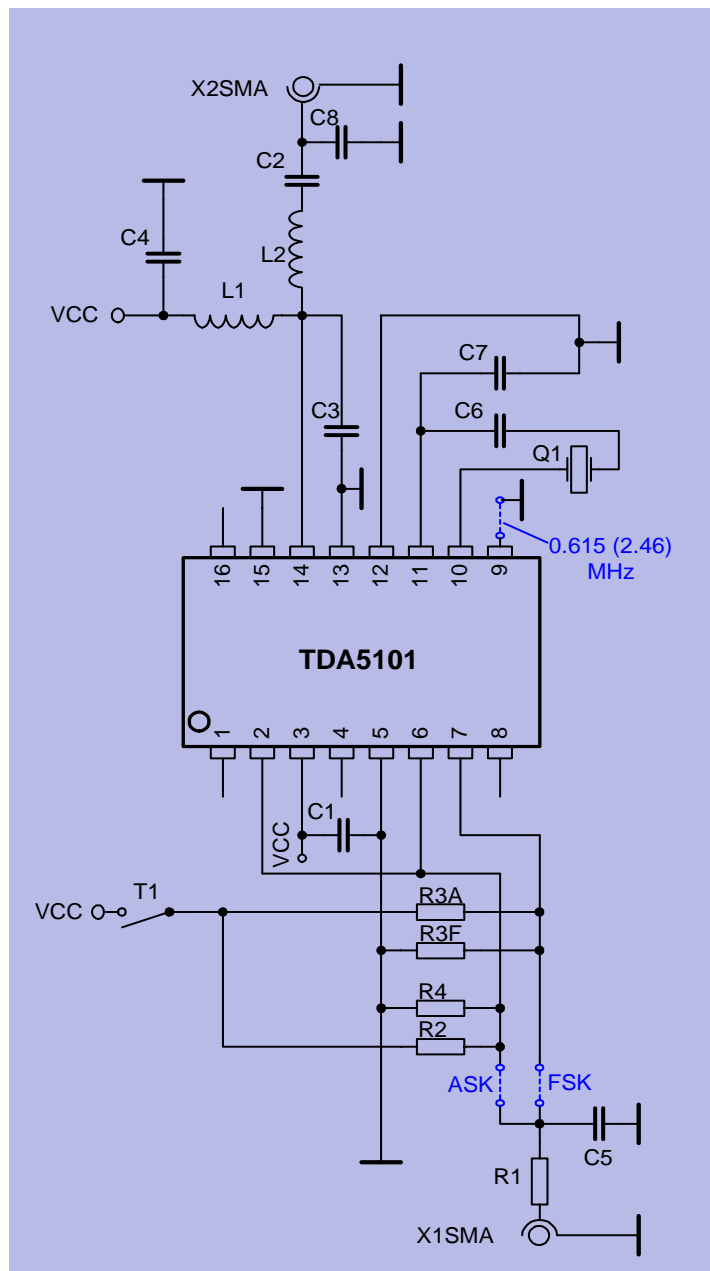 X2SMA
C8
C2
C4
L2
L1
VCC
C7
C3
C6
Q1
0.615 (2.46)
MHz
16
15
14
13
12
11
10
9
TDA5101
1
2
3
4
5
6
7
8
C1
VCC
T1
VCC
R3A
R3F
R4
R2
ASK
FSK
C5
R1
X1SMA